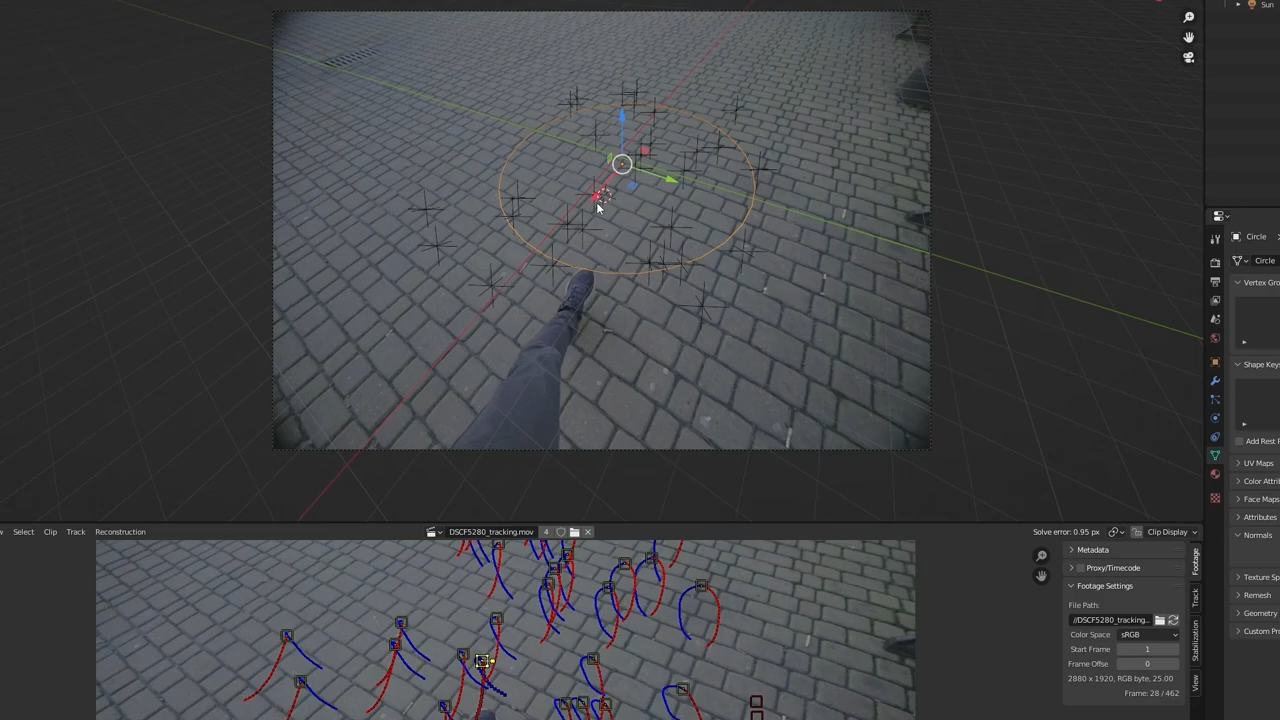 Sun
Circle
Circle
Vertex Gro
Shape Key
Add Rest P
UV Maps
Color Attrib
Face Maps
Attributes
Normals
Texture Sp
Remesh
Geometry
Custom Pro
Select Clip Track Reconstruction
DSCF5280_tracking.mov 4
Solve error: 0.95 px
Clip Display
Metadata
Proxy/Timecode
Footage Settings
File Path:
//DSCF5280_tracking...
Color Space sRGB
Start Frame 1
Frame Offse 0
2880 x 1920, RGB byte, 25.00
Frame: 28 / 462
Footage
Track
Stabilization
View